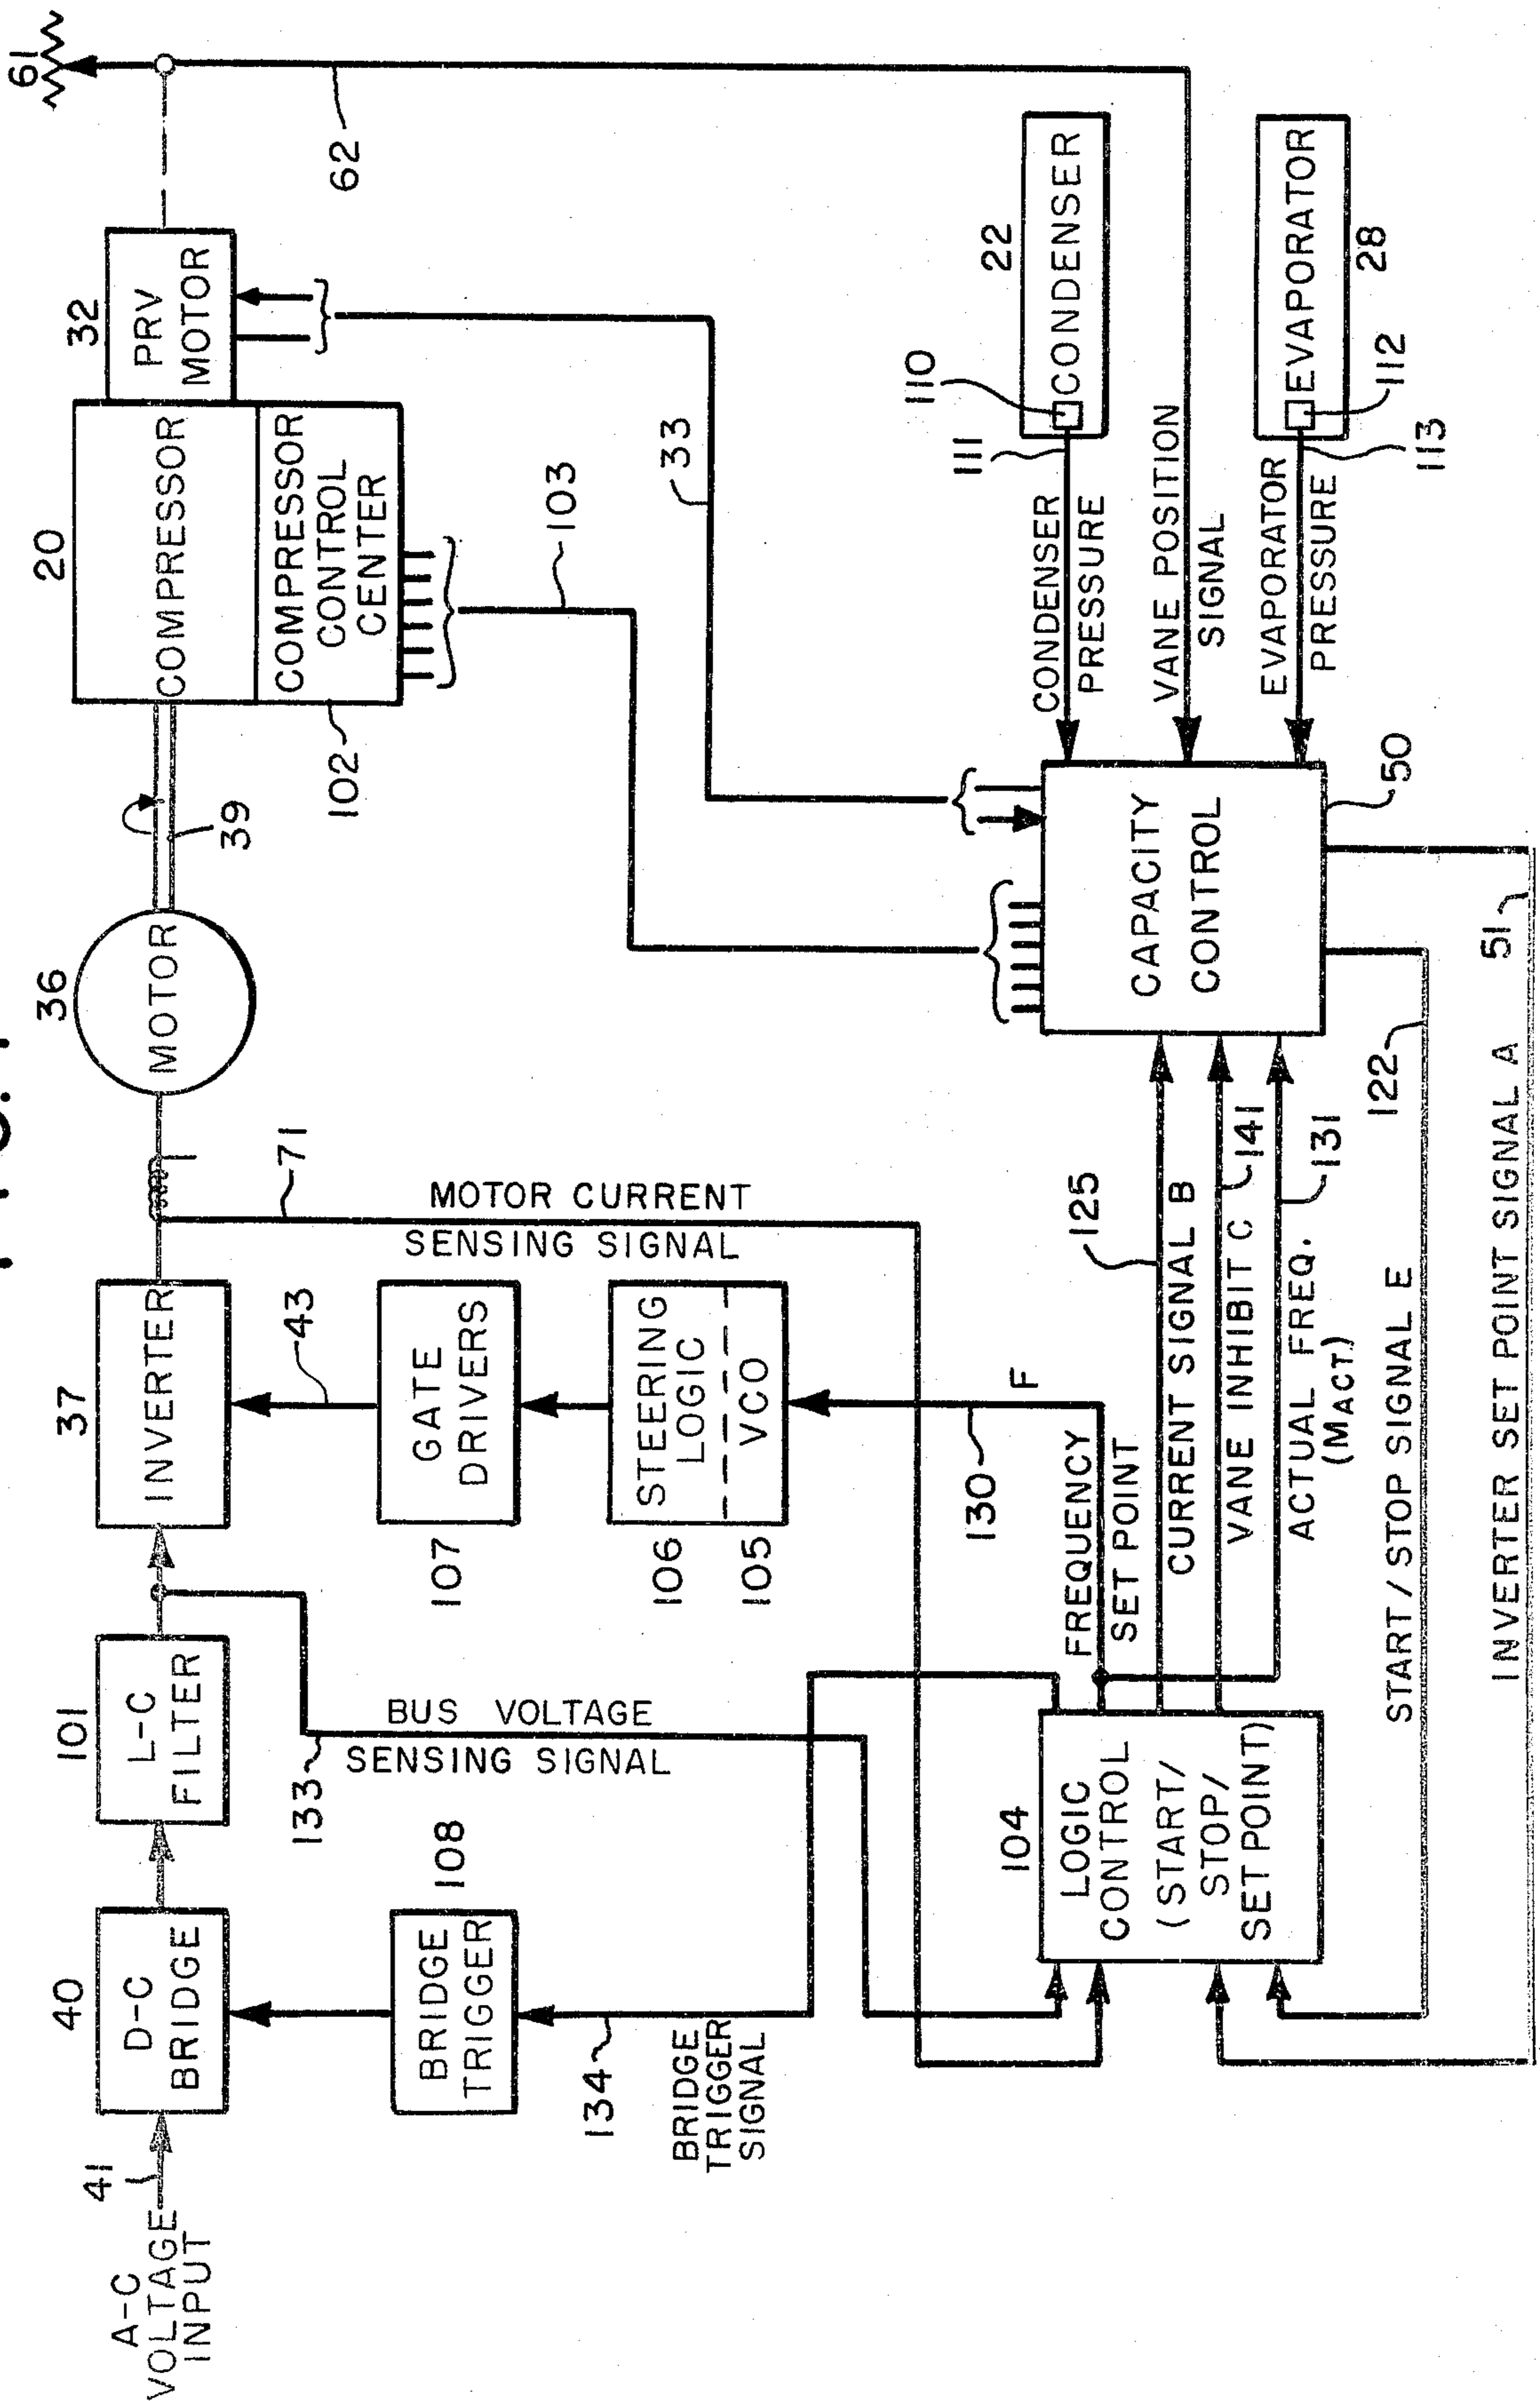 A-C
VOLTAGE
INPUT
41
40
D-C
BRIDGE
101
L-C
FILTER
37
INVERTER
36
MOTOR
39
20
COMPRESSOR
COMPRESSOR
CONTROL
CENTER
102
32
PRV
MOTOR
61
62
108
BRIDGE
TRIGGER
134
BRIDGE
TRIGGER
SIGNAL
133
BUS VOLTAGE
SENSING SIGNAL
43
107
GATE
DRIVERS
106
STEERING
LOGIC
105
VCO
71
MOTOR CURRENT
SENSING SIGNAL
103
33
130
F
FREQUENCY
SET POINT
104
LOGIC
CONTROL
(START/
STOP/
SETPOINT)
125
CURRENT SIGNAL B
VANE INHIBIT C
141
ACTUAL FREQ.
(MACT.)
131
START/STOP SIGNAL E
122
INVERTER SET POINT SIGNAL A
51
CAPACITY
CONTROL
50
CONDENSER
PRESSURE
111
110
22
CONDENSER
VANE POSITION
SIGNAL
EVAPORATOR
PRESSURE
113
112
28
EVAPORATOR